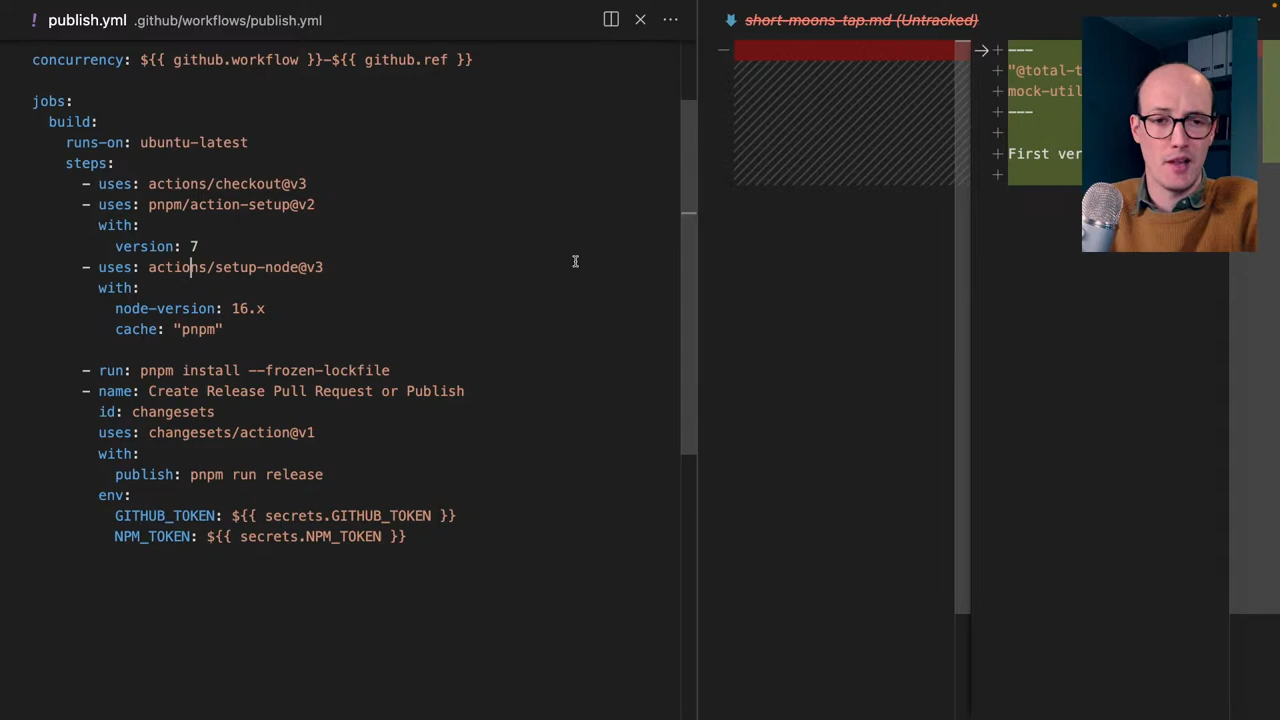 ! publish.yml .github/workflows/publish.yml
concurrency: ${{ github.workflow }}-${{ github.ref }}
jobs:
build:
runs-on: ubuntu-latest
steps:
- uses: actions/checkout@v3
- uses: pnpm/action-setup@v2
with:
version: 7
- uses: actions/setup-node@v3
with:
node-version: 16.x
cache: "pnpm"
- run: pnpm install --frozen-lockfile
- name: Create Release Pull Request or Publish
id: changesets
uses: changesets/action@v1
with:
publish: pnpm run release
env:
GITHUB_TOKEN: ${{ secrets.GITHUB_TOKEN }}
NPM_TOKEN: ${{ secrets.NPM_TOKEN }}
short-moons-tap.md (Untracked)
+ ---
+ "@total-t
+ mock-util
+ ---
+
+ First ver
+